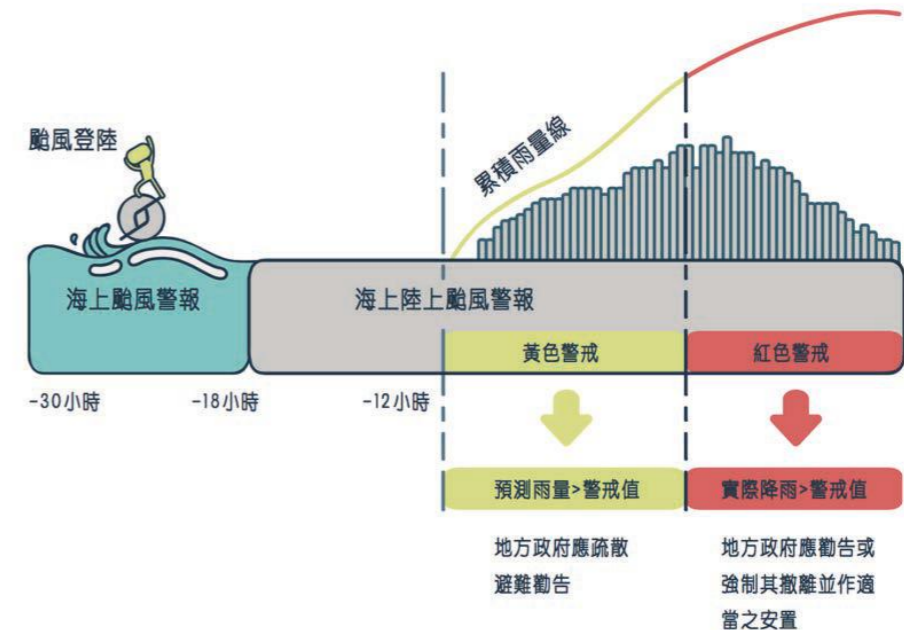 颱風登陸
累積雨量線
海上颱風警報
海上陸上颱風警報
黃色警戒
紅色警戒
-30小時
-18小時
-12小時
預測雨量>警戒值
實際降雨>警戒值
地方政府應疏散
避難勸告
地方政府應勸告或
強制其撤離並作適
當之安置